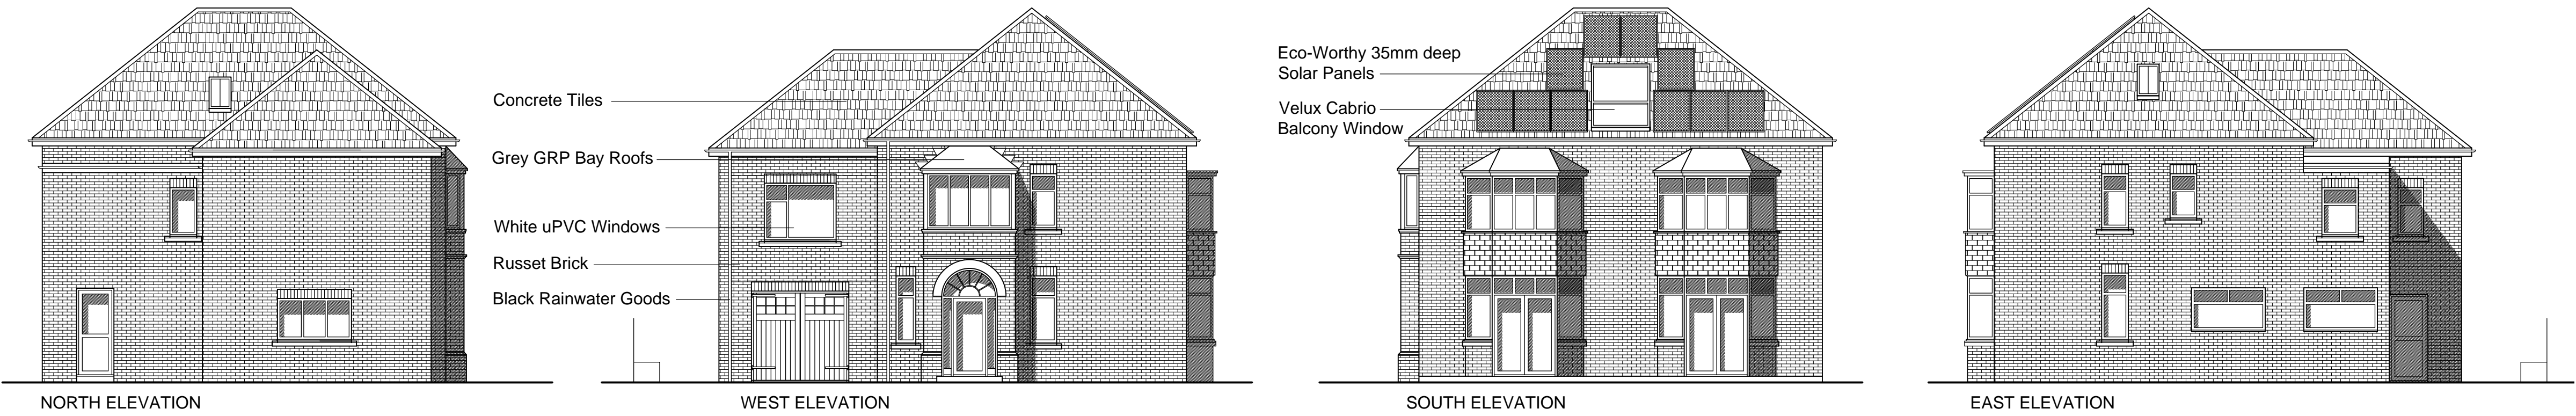 Concrete Tiles
Grey GRP Bay Roofs
White uPVC Windows
Russet Brick
Black Rainwater Goods
Eco-Worthy 35mm deep
Solar Panels
Velux Cabrio
Balcony Window
NORTH ELEVATION
WEST ELEVATION
SOUTH ELEVATION
EAST ELEVATION